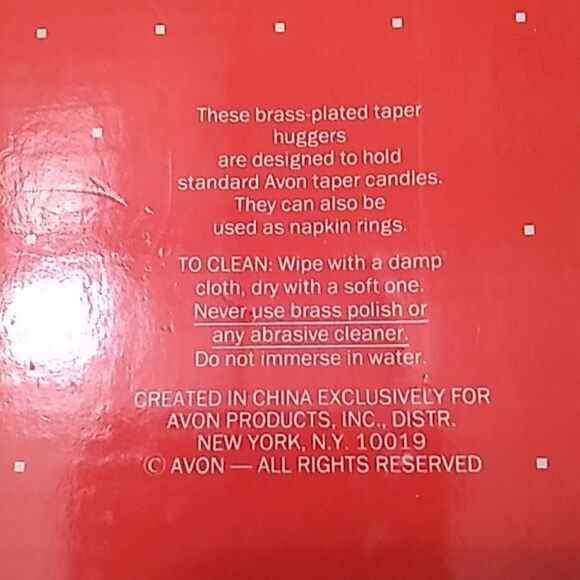 These brass-plated taper
huggers
are designed to hold
standard Avon taper candles.
They can also be
used as napkin rings.
TO CLEAN: Wipe with a damp
cloth, dry with a soft one.
Never use brass polish or
any abrasive cleaner.
Do not immerse in water.
CREATED IN CHINA EXCLUSIVELY FOR
AVON PRODUCTS, INC., DISTR.
NEW YORK, N.Y. 10019
© AVON — ALL RIGHTS RESERVED